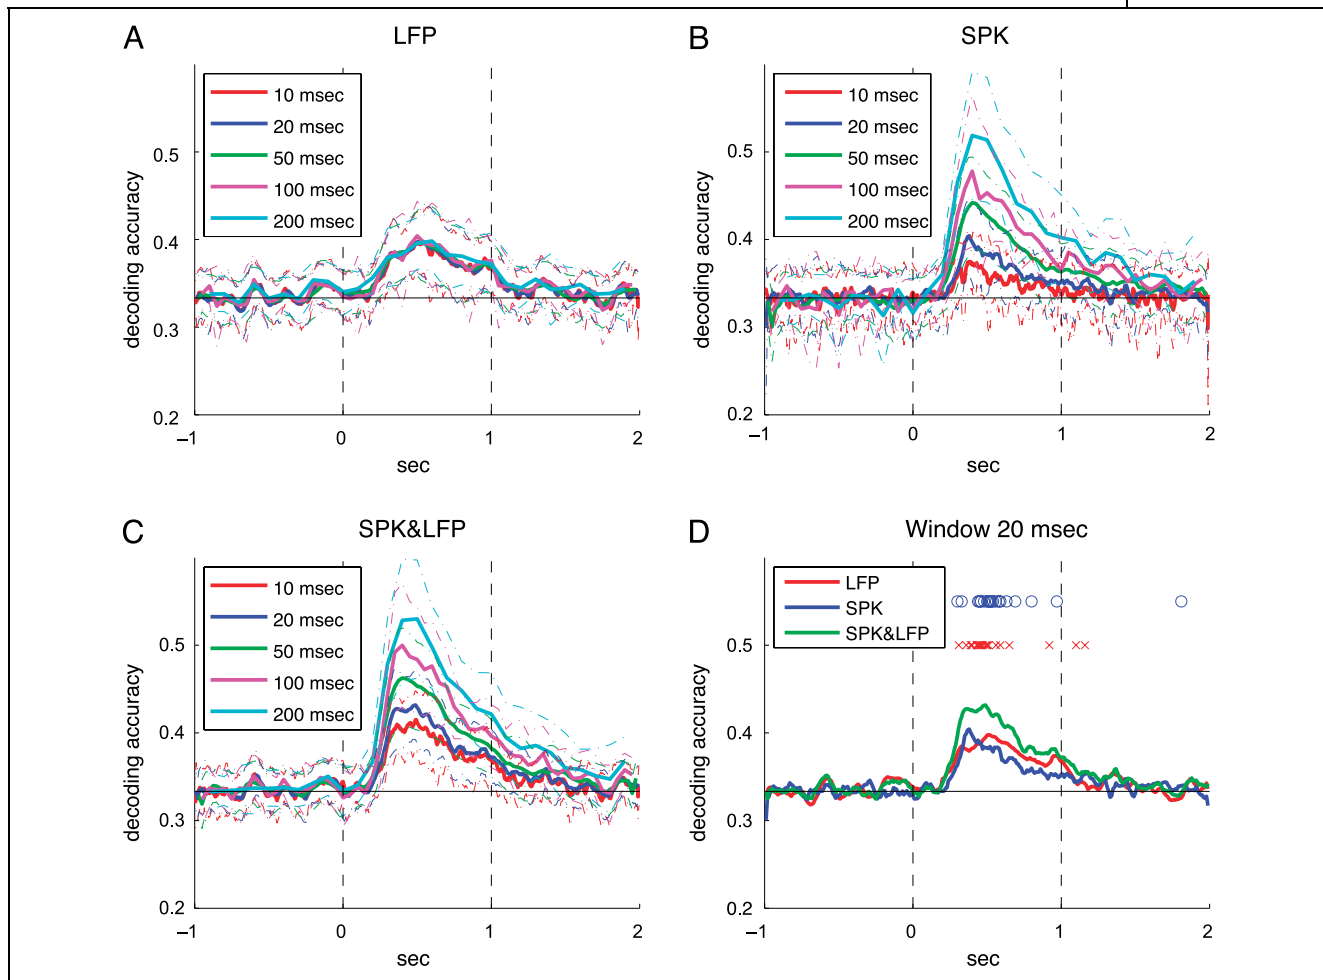 A
LFP
10 msec
20 msec
50 msec
100 msec
200 msec
0.5
0.4
0.3
0.2
decoding accuracy
–1
0
1
2
sec
B
SPK
10 msec
20 msec
50 msec
100 msec
200 msec
0.5
0.4
0.3
0.2
decoding accuracy
–1
0
1
2
sec
C
SPK&LFP
10 msec
20 msec
50 msec
100 msec
200 msec
0.5
0.4
0.3
0.2
decoding accuracy
–1
0
1
2
sec
D
Window 20 msec
LFP
SPK
SPK&LFP
0.5
0.4
0.3
0.2
decoding accuracy
–1
0
1
2
sec